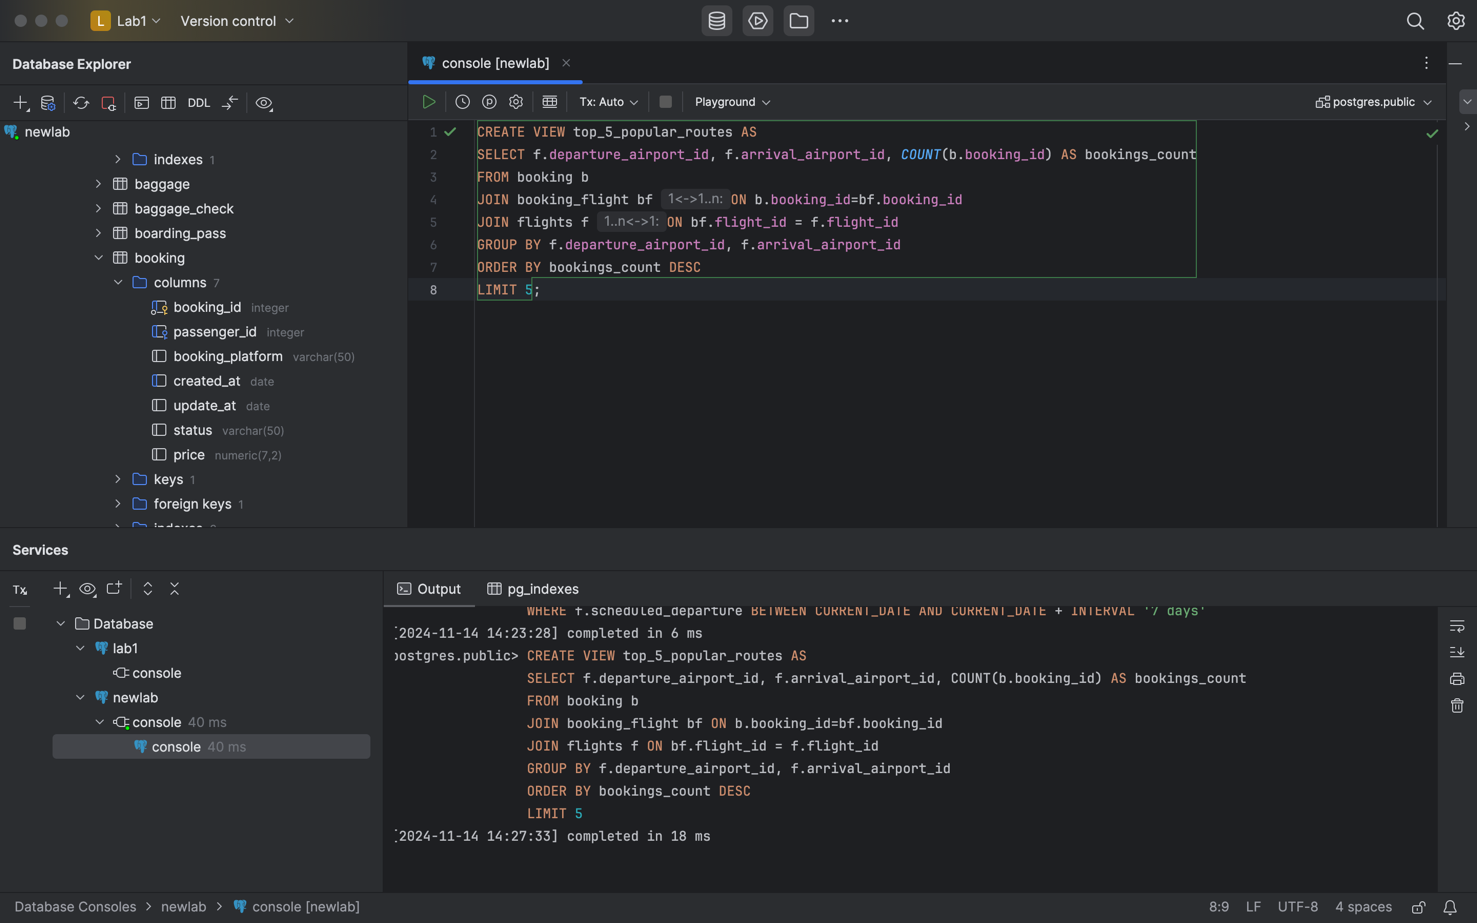 L Lab1 Version control
Database Explorer
console [newlab]
DDL
Tx: Auto
Playground
postgres.public
newlab
indexes 1
baggage
baggage_check
boarding_pass
booking
columns 7
booking_id integer
passenger_id integer
booking_platform varchar(50)
created_at date
update_at date
status varchar(50)
price numeric(7,2)
keys 1
foreign keys 1
1 CREATE VIEW top_5_popular_routes AS
2 SELECT f.departure_airport_id, f.arrival_airport_id, COUNT(b.booking_id) AS bookings_count
3 FROM booking b
4 JOIN booking_flight bf 1<->1..n: ON b.booking_id=bf.booking_id
5 JOIN flights f 1..n<->1: ON bf.flight_id = f.flight_id
6 GROUP BY f.departure_airport_id, f.arrival_airport_id
7 ORDER BY bookings_count DESC
8 LIMIT 5;
Services
Tx
Database
lab1
console
newlab
console 40 ms
console 40 ms
Output
pg_indexes
WHERE f.scheduled_departure BETWEEN CURRENT_DATE AND CURRENT_DATE + INTERVAL '7 days'
[2024-11-14 14:23:28] completed in 6 ms
postgres.public> CREATE VIEW top_5_popular_routes AS
SELECT f.departure_airport_id, f.arrival_airport_id, COUNT(b.booking_id) AS bookings_count
FROM booking b
JOIN booking_flight bf ON b.booking_id=bf.booking_id
JOIN flights f ON bf.flight_id = f.flight_id
GROUP BY f.departure_airport_id, f.arrival_airport_id
ORDER BY bookings_count DESC
LIMIT 5
[2024-11-14 14:27:33] completed in 18 ms
Database Consoles > newlab > console [newlab]
8:9 LF UTF-8 4 spaces